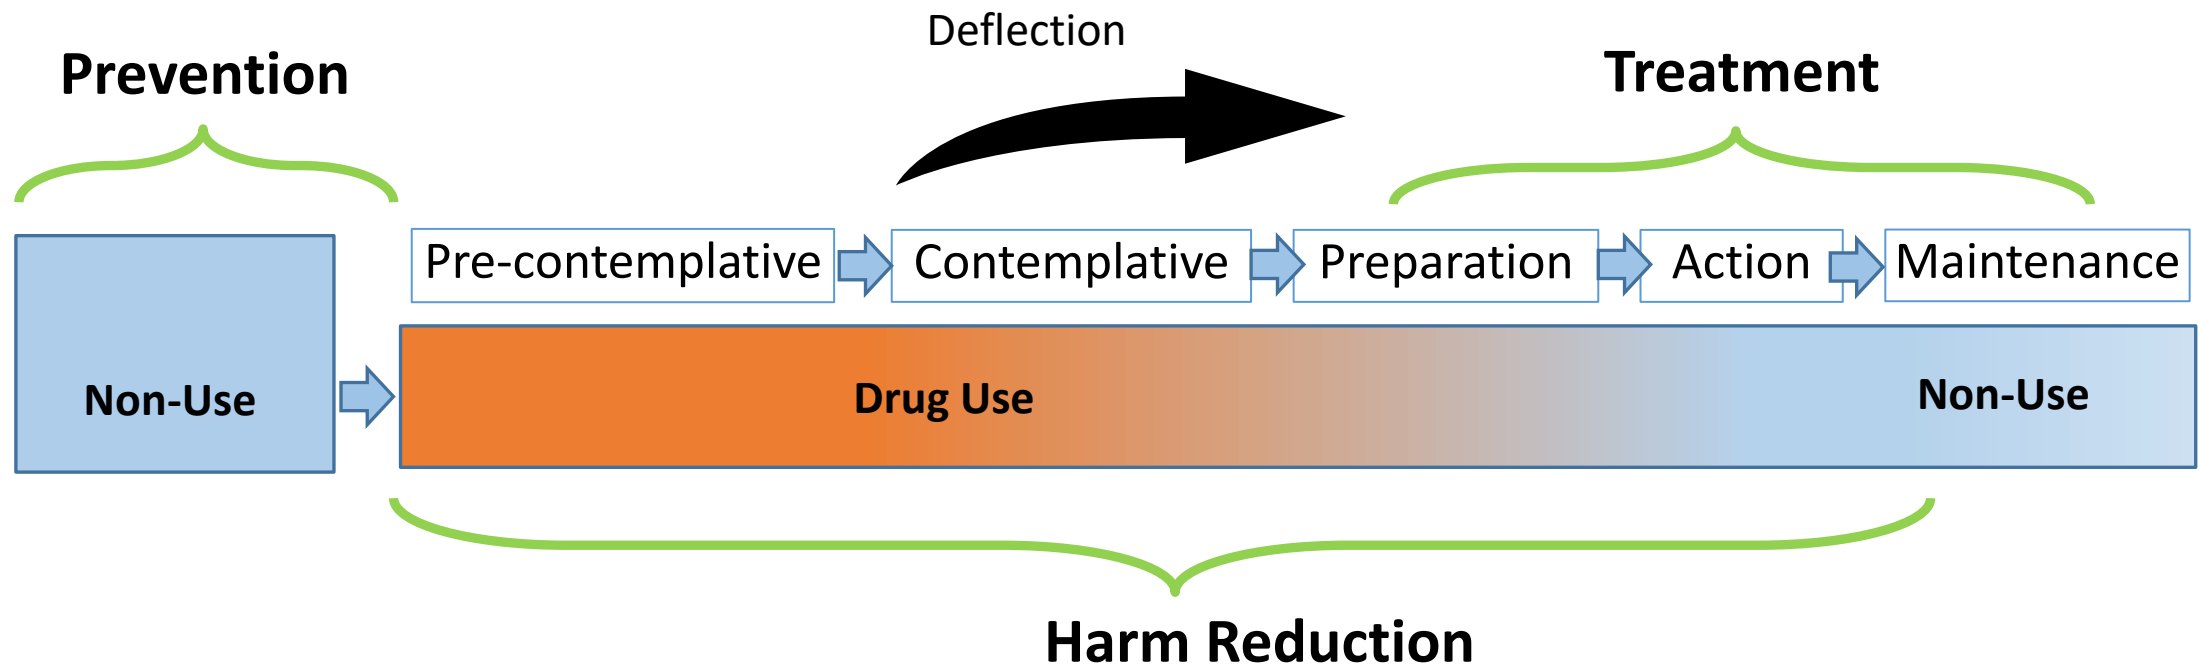 Deflection
Prevention
Treatment
Pre-contemplative
Contemplative
Preparation
Action
Maintenance
Non-Use
Drug Use
Non-Use
Harm Reduction